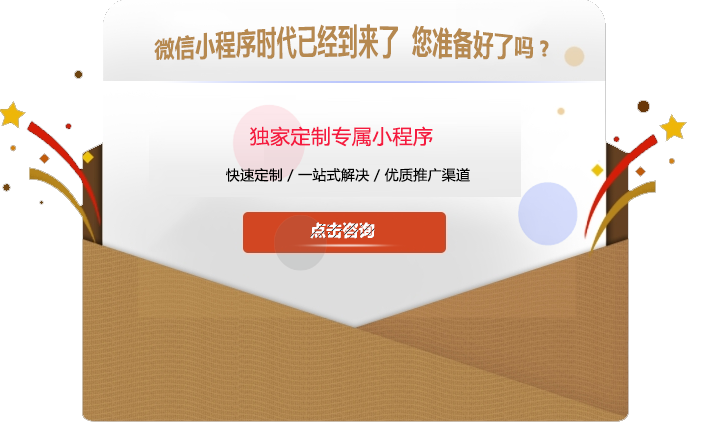 微信小程序时代已经到来了 您准备好了吗？
独家定制专属小程序
快速定制 / 一站式解决 / 优质推广渠道
点击咨询